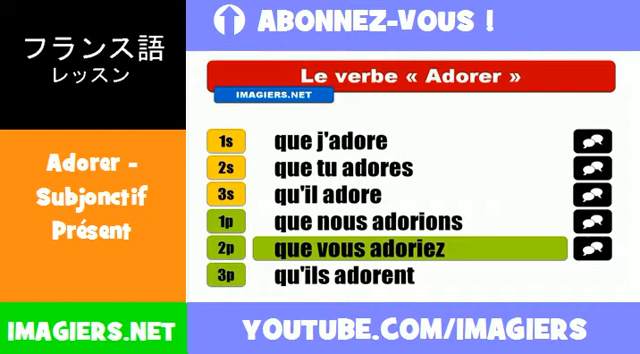 フランス語
レッスン
ABONNEZ-VOUS !
Le verbe « Adorer »
IMAGIERS.NET
Adorer -
Subjonctif
Présent
1s que j'adore
2s que tu adores
3s qu'il adore
1p que nous adorions
2p que vous adoriez
3p qu'ils adorent
IMAGIERS.NET
YOUTUBE.COM/IMAGIERS